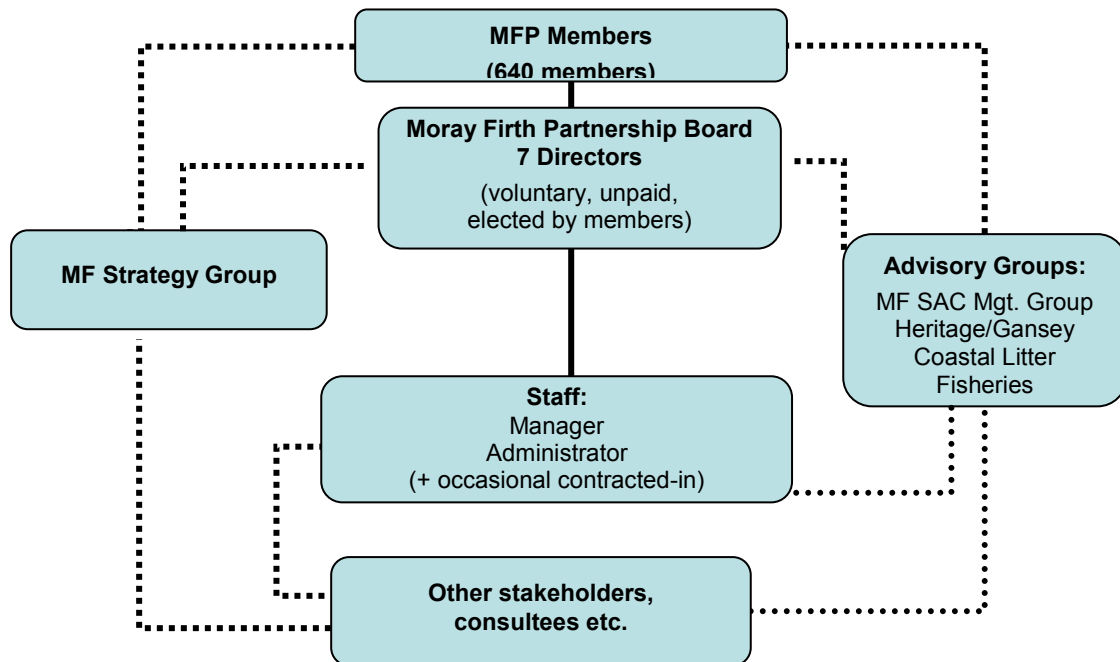 MFP Members
(640 members)
Moray Firth Partnership Board
7 Directors
(voluntary, unpaid,
elected by members)
MF Strategy Group
Advisory Groups:
MF SAC Mgt. Group
Heritage/Gansey
Coastal Litter
Fisheries
Staff:
Manager
Administrator
(+ occasional contracted-in)
Other stakeholders,
consultees etc.